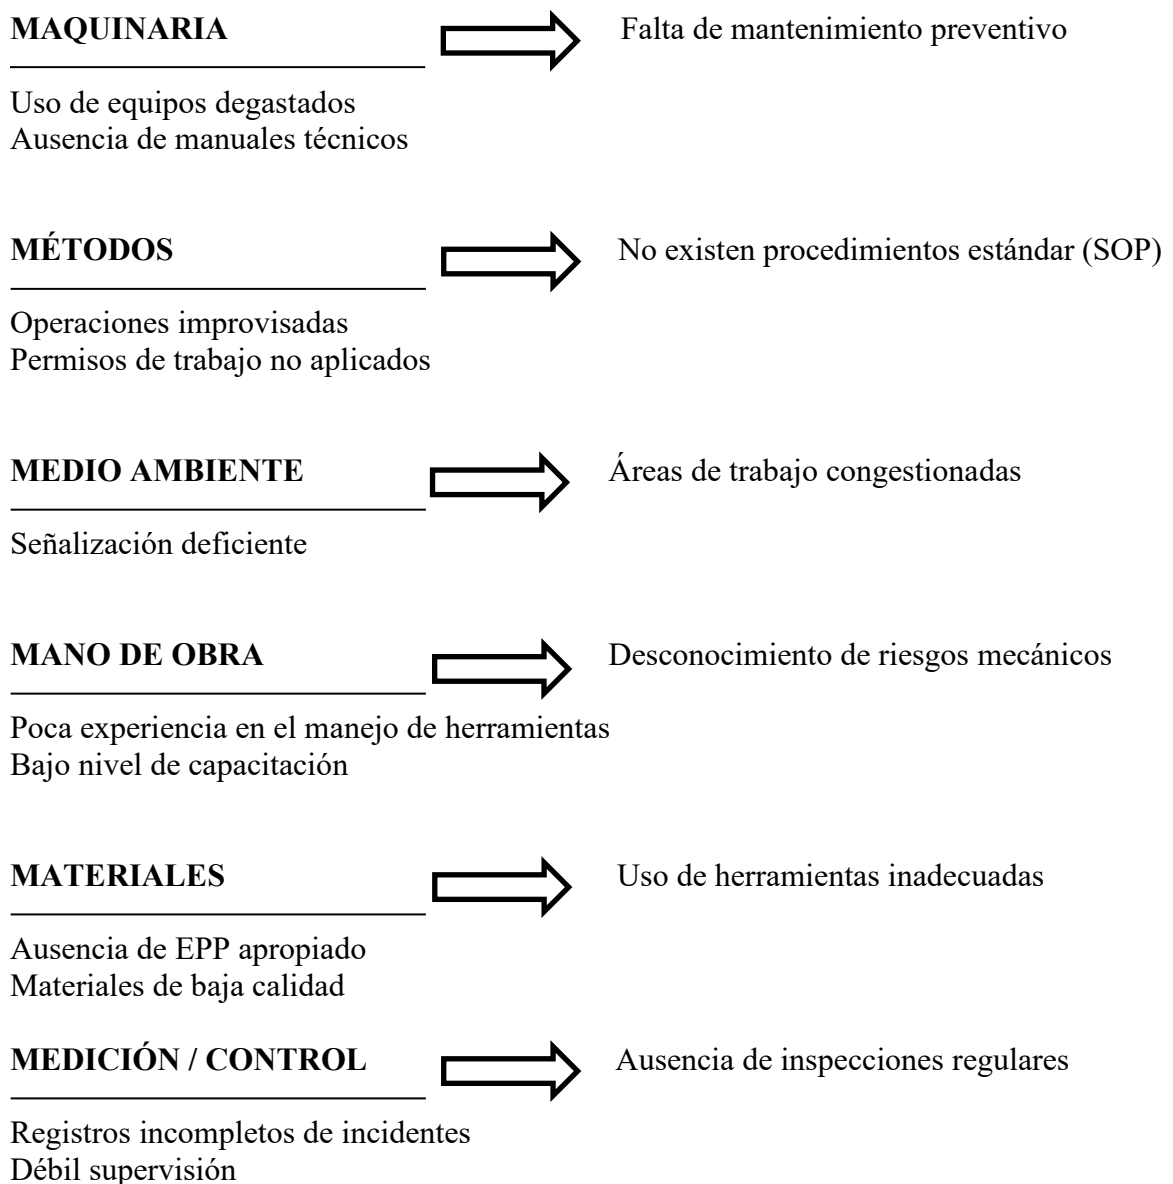 MAQUINARIA Falta de mantenimiento preventivo
Uso de equipos degastados
Ausencia de manuales técnicos
MÉTODOS No existen procedimientos estándar (SOP)
Operaciones improvisadas
Permisos de trabajo no aplicados
MEDIO AMBIENTE Áreas de trabajo congestionadas
Señalización deficiente
MANO DE OBRA Desconocimiento de riesgos mecánicos
Poca experiencia en el manejo de herramientas
Bajo nivel de capacitación
MATERIALES Uso de herramientas inadecuadas
Ausencia de EPP apropiado
Materiales de baja calidad
MEDICIÓN / CONTROL Ausencia de inspecciones regulares
Registros incompletos de incidentes
Débil supervisión